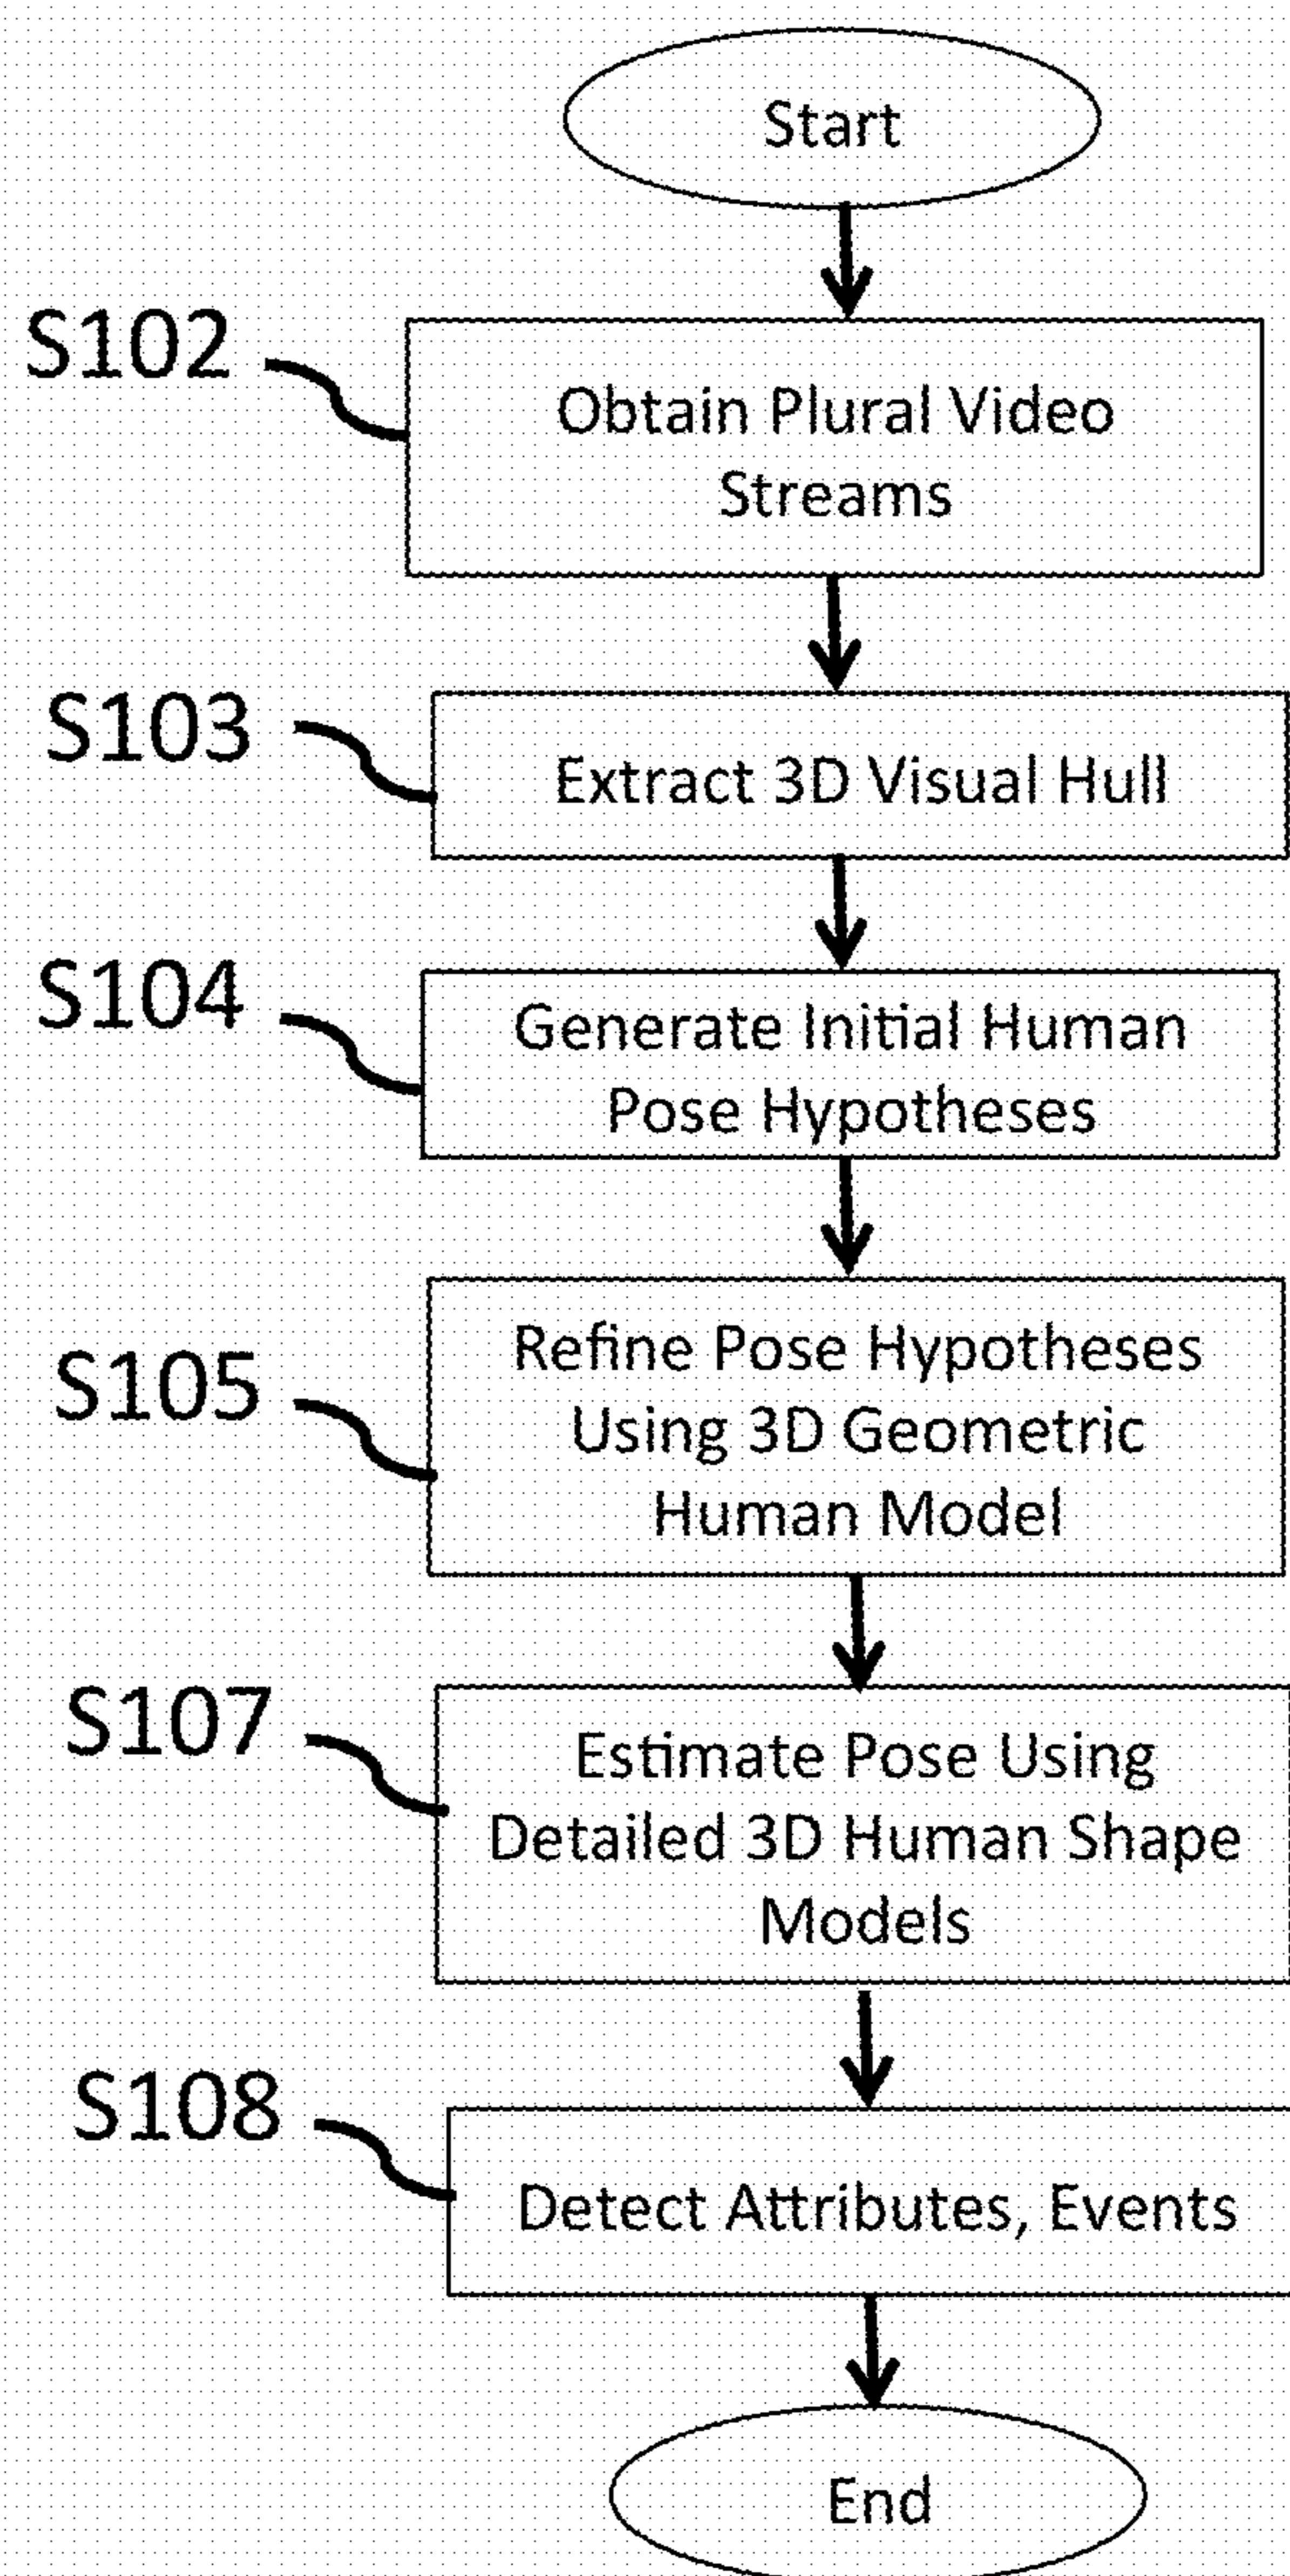 Start
S102
Obtain Plural Video
Streams
S103
Extract 3D Visual Hull
S104
Generate Initial Human
Pose Hypotheses
S105
Refine Pose Hypotheses
Using 3D Geometric
Human Model
S107
Estimate Pose Using
Detailed 3D Human Shape
Models
S108
Detect Attributes, Events
End